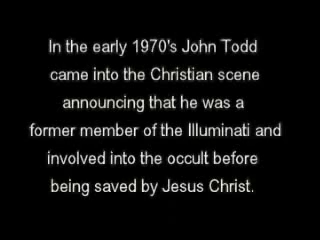 In the early 1970's John Todd
came into the Christian scene
announcing that he was a
former member of the Illuminati and
involved into the occult before
being saved by Jesus Christ.